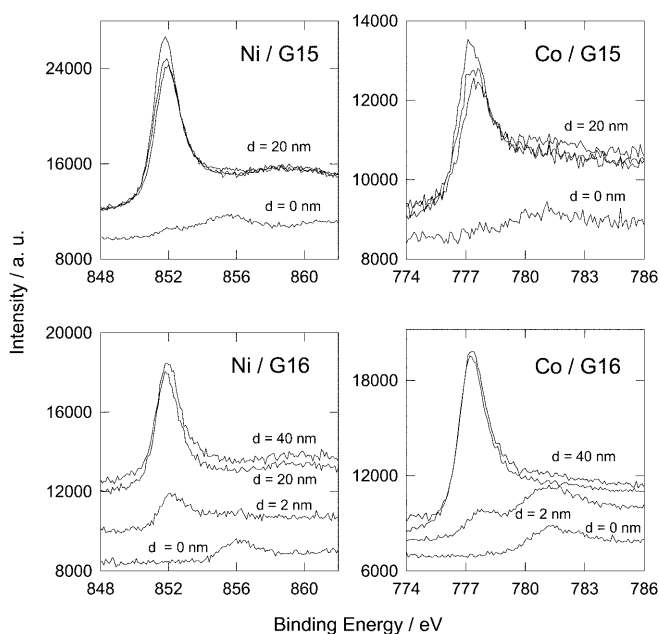 Ni / G15
Co / G15
24000
16000
8000
d = 20 nm
d = 0 nm
848 852 856 860
14000
12000
10000
8000
d = 20 nm
d = 0 nm
774 777 780 783 786
Intensity / a. u.
Ni / G16
Co / G16
20000
16000
12000
8000
d = 40 nm
d = 20 nm
d = 2 nm
d = 0 nm
848 852 856 860
18000
12000
6000
d = 40 nm
d = 2 nm
d = 0 nm
774 777 780 783 786
Binding Energy / eV